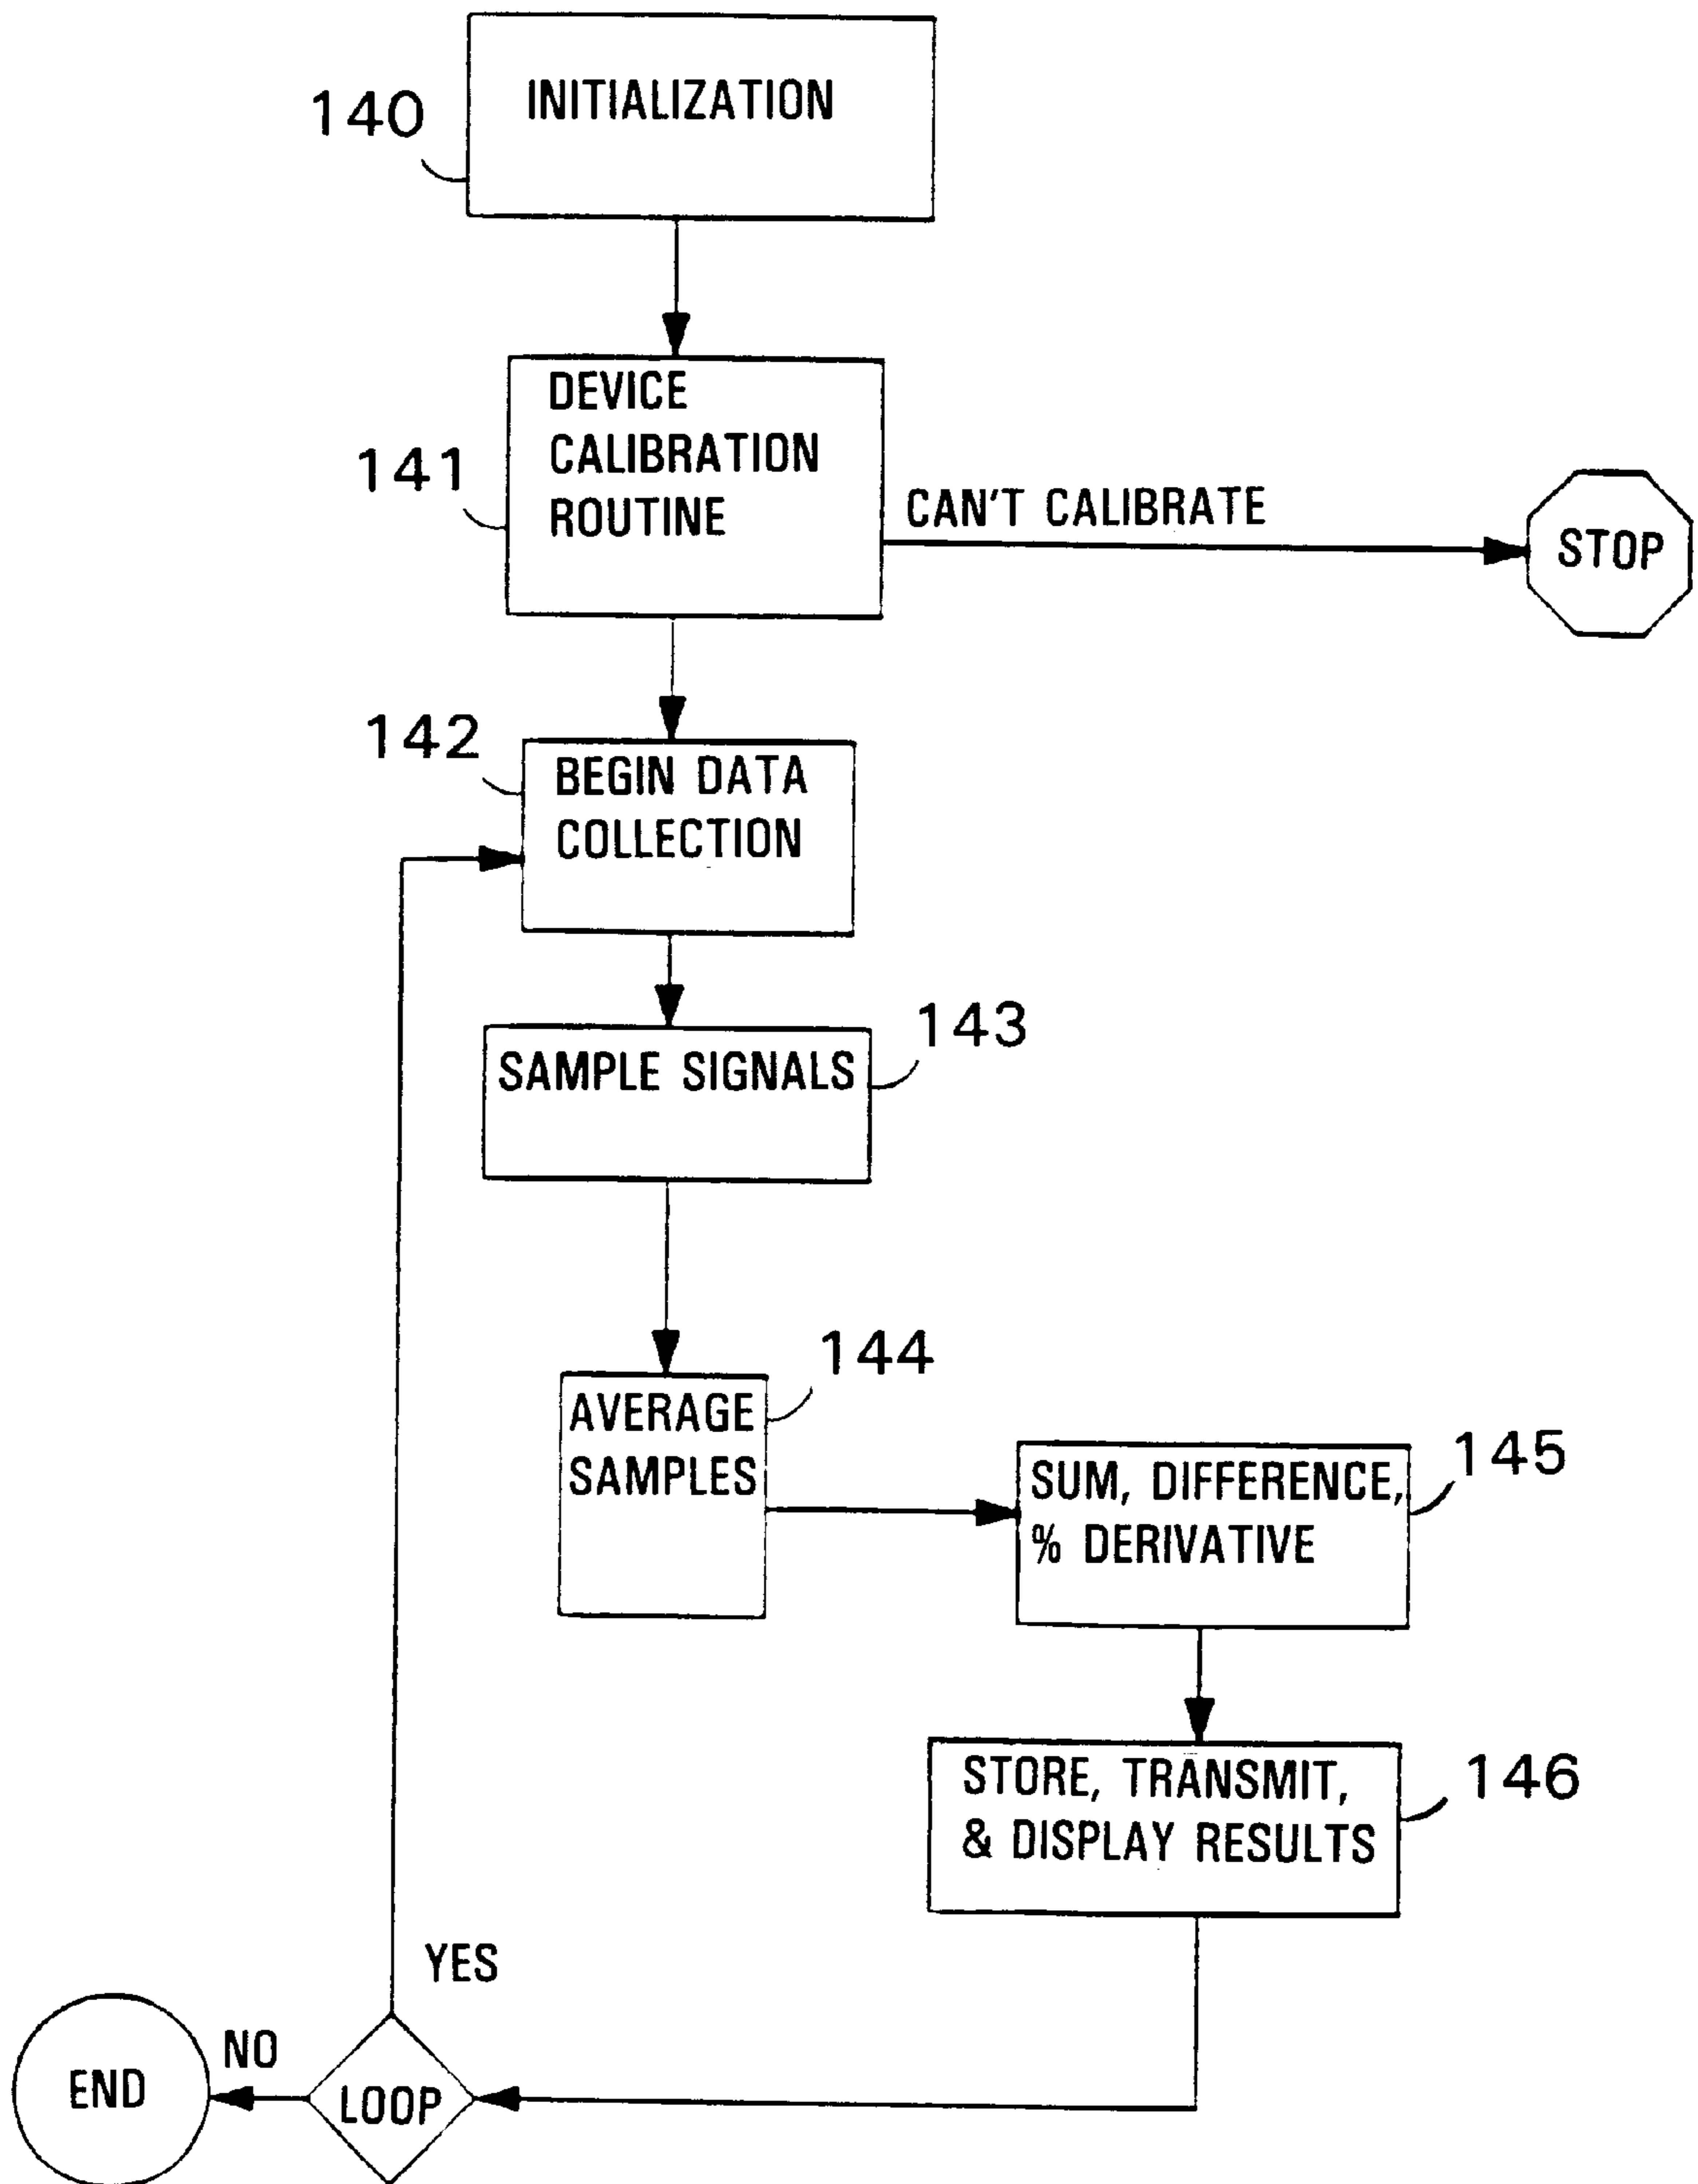 INITIALIZATION
140
DEVICE
CALIBRATION
ROUTINE
141
CAN'T CALIBRATE
STOP
142
BEGIN DATA
COLLECTION
143
SAMPLE SIGNALS
144
AVERAGE
SAMPLES
145
SUM, DIFFERENCE,
% DERIVATIVE
146
STORE, TRANSMIT,
& DISPLAY RESULTS
YES
NO
END
LOOP